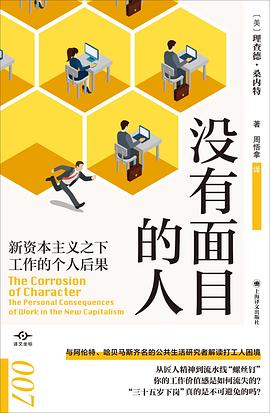 [美] 理查德·桑内特 著
周悟拿 译
没有面目的人
新资本主义之下
工作的个人后果
The Corrosion
of Character
The Personal Consequences
of Work in the New Capitalism
译文坐标
上海译文出版社
007
与阿伦特、哈贝马斯齐名的公共生活研究者解读打工人困境
从匠人精神到流水线“螺丝钉”
你的工作价值感是如何流失的？
“三十五岁下岗”真的是不可避免的吗？